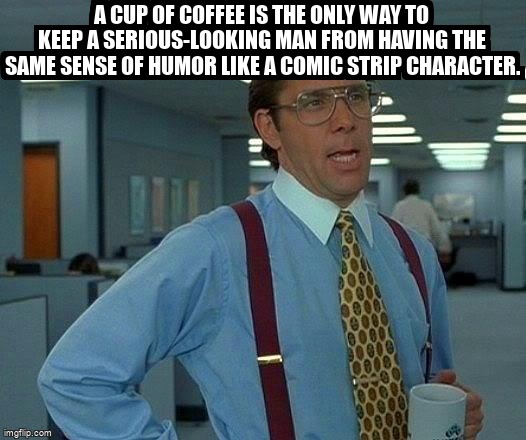 A CUP OF COFFEE IS THE ONLY WAY TO
KEEP A SERIOUS-LOOKING MAN FROM HAVING THE
SAME SENSE OF HUMOR LIKE A COMIC STRIP CHARACTER.
imgflip.com